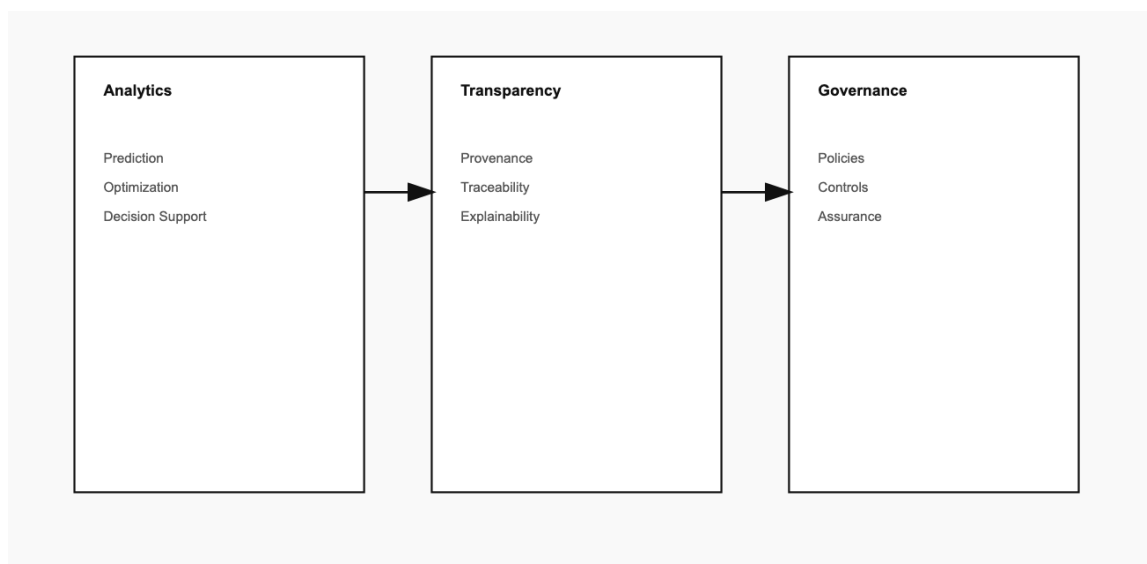 Analytics
Prediction
Optimization
Decision Support
Transparency
Provenance
Traceability
Explainability
Governance
Policies
Controls
Assurance